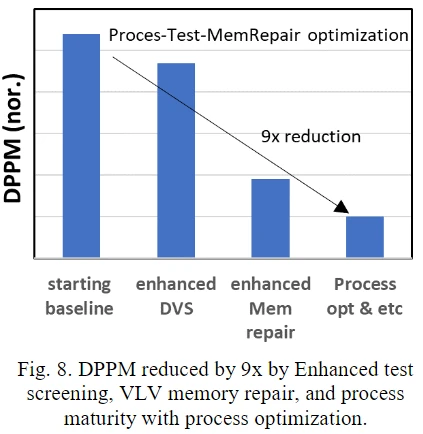 Proces-Test-MemRepair optimization
9x reduction
DPPM (nor.)
starting
baseline
enhanced
DVS
enhanced
Mem
repair
Process
opt & etc
Fig. 8. DPPM reduced by 9x by Enhanced test
screening, VLV memory repair, and process
maturity with process optimization.